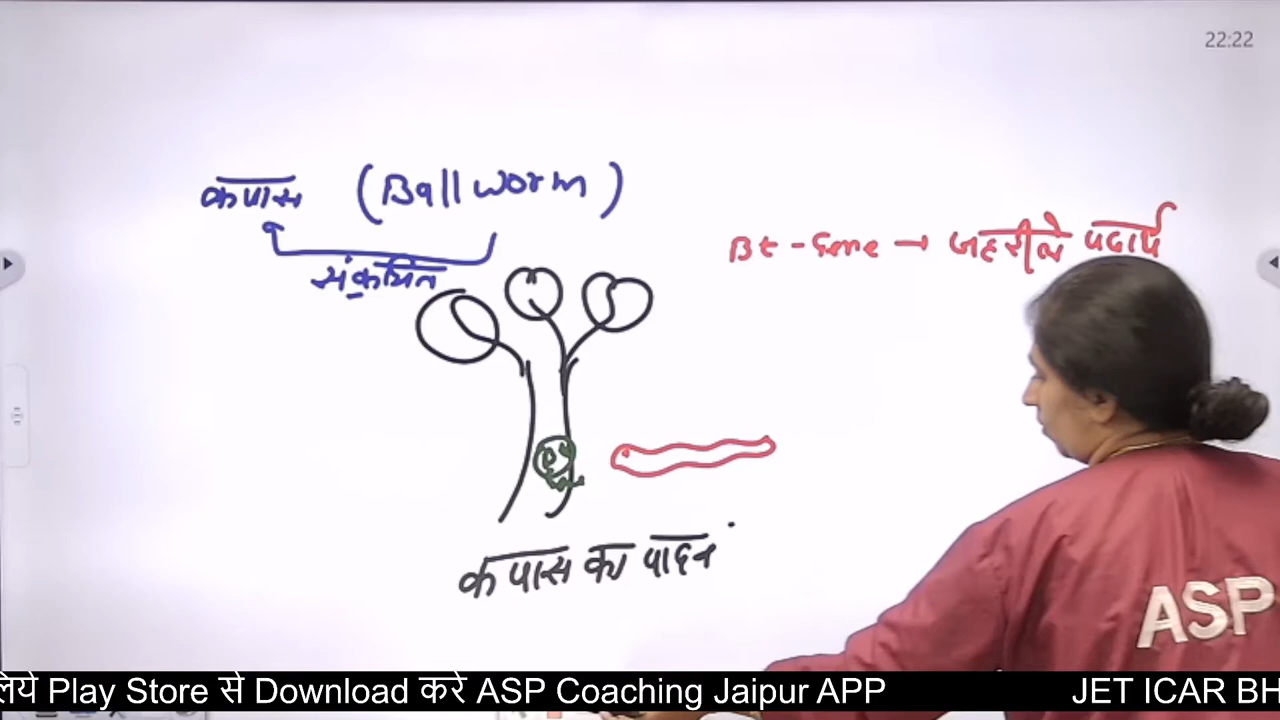 22:22
कपास (Ballworm)
Bt - Gene → जहरीले पदार्थ
संक्रमित
Bt
कपास का पादप
ASP
लिये Play Store से Download करे ASP Coaching Jaipur APP JET ICAR BH